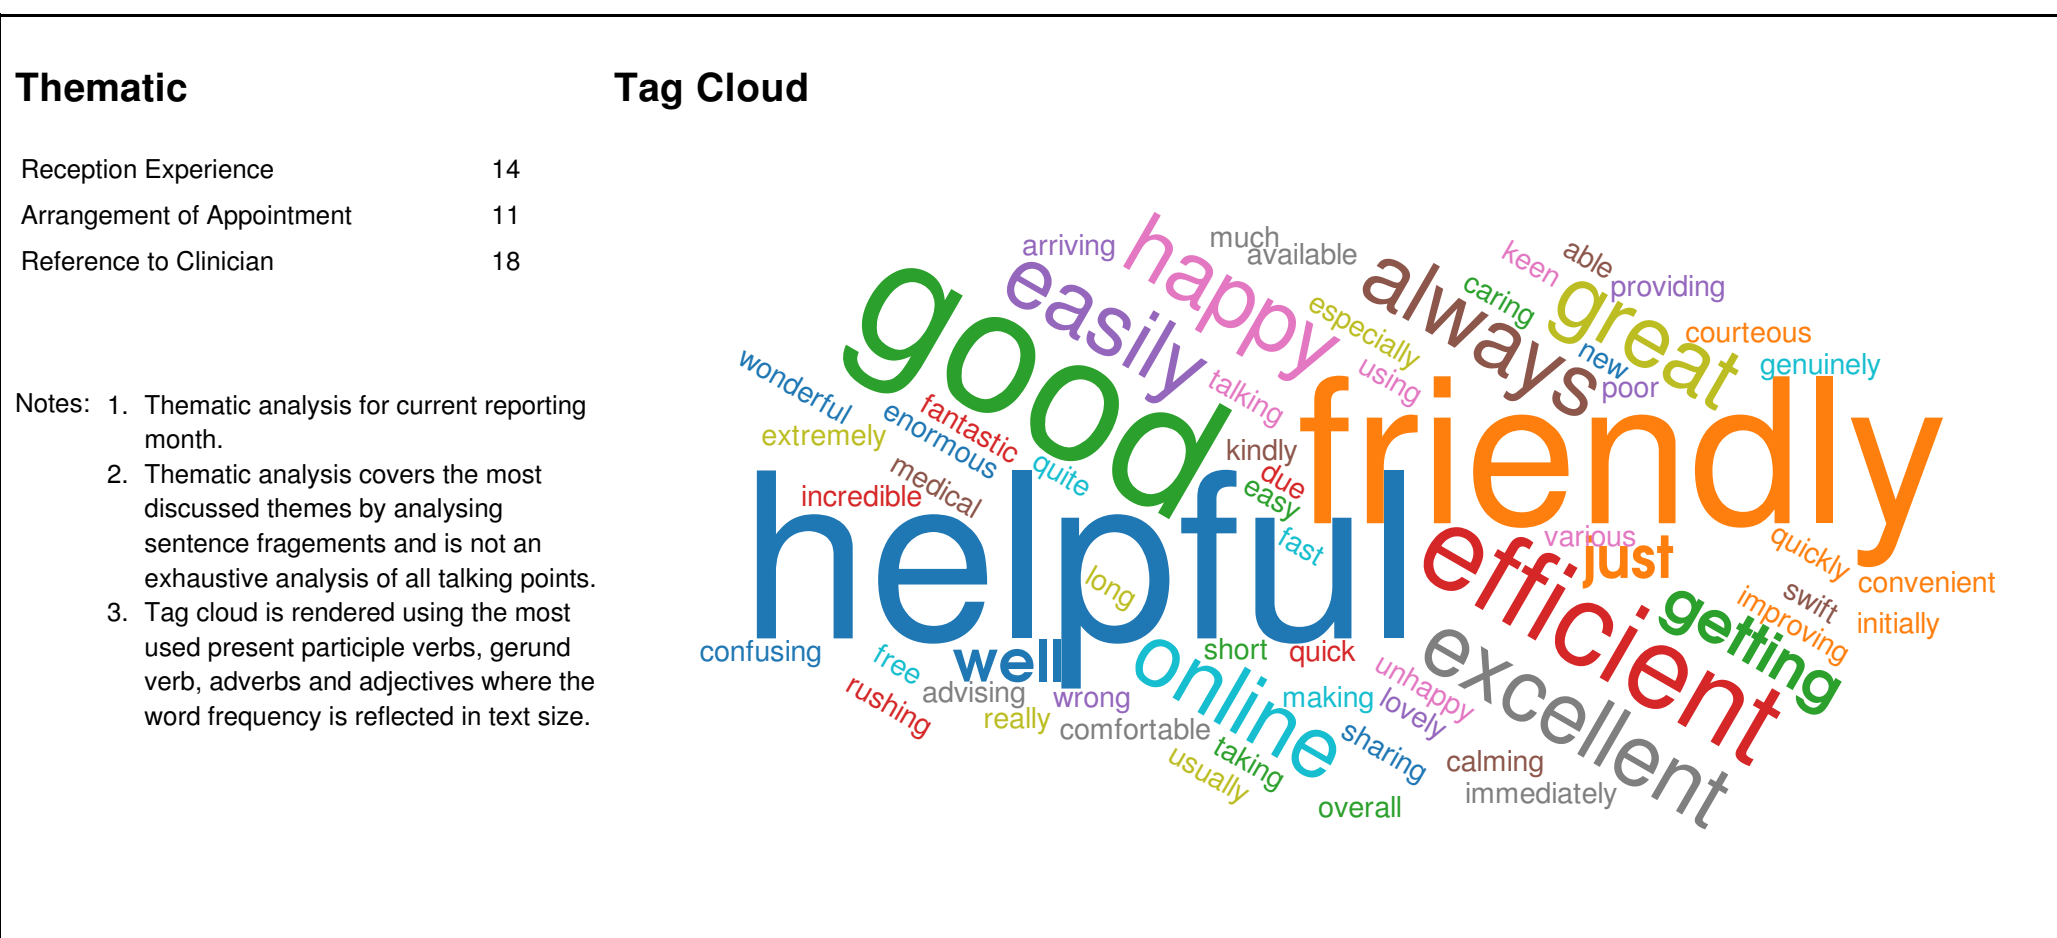 Thematic
Tag Cloud
Reception Experience 14
Arrangement of Appointment 11
Reference to Clinician 18
Notes: 1. Thematic analysis for current reporting
month.
2. Thematic analysis covers the most
discussed themes by analysing
sentence fragements and is not an
exhaustive analysis of all talking points.
3. Tag cloud is rendered using the most
used present participle verbs, gerund
verb, adverbs and adjectives where the
word frequency is reflected in text size.
arriving
happy
much
available
easily
good
always
keen
able
providing
caring
great
courteous
especially
new
genuinely
poor
using
talking
wonderful
enormous
fantastic
extremely
friendly
kindly
quite
medical
incredible
due
easy
helpful
fast
various
just
quickly
convenient
efficient
long
swift
improving
initially
getting
confusing
free
well
short
quick
online
unhappy
excellent
rushing
advising
wrong
making
lovely
really
comfortable
sharing
taking
usually
calming
immediately
overall